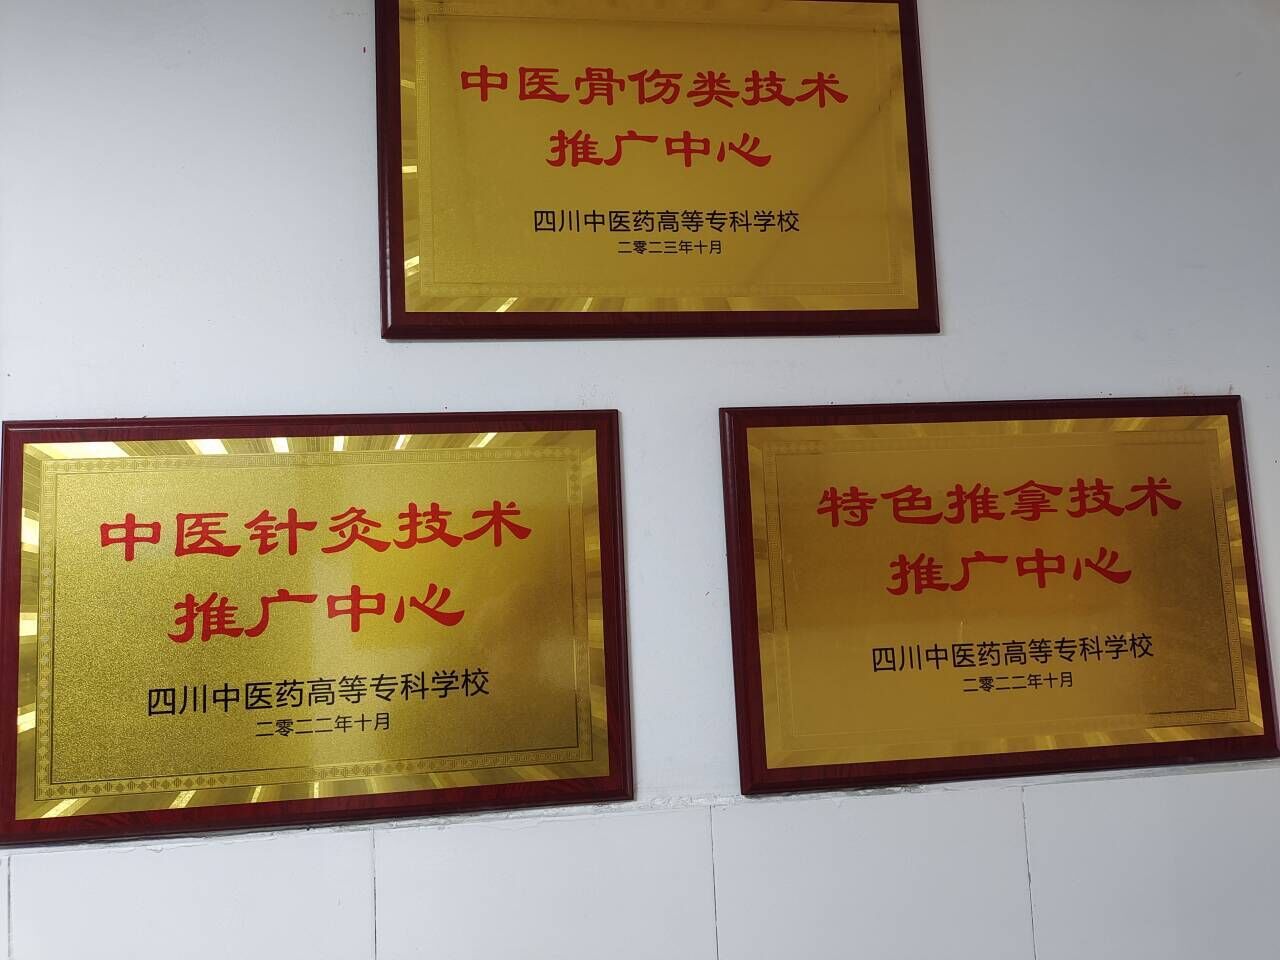 中医骨伤类技术
推广中心
四川中医药高等专科学校
二零二三年十月
中医针灸技术
推广中心
四川中医药高等专科学校
二零二二年十月
特色推拿技术
推广中心
四川中医药高等专科学校
二零二二年十月